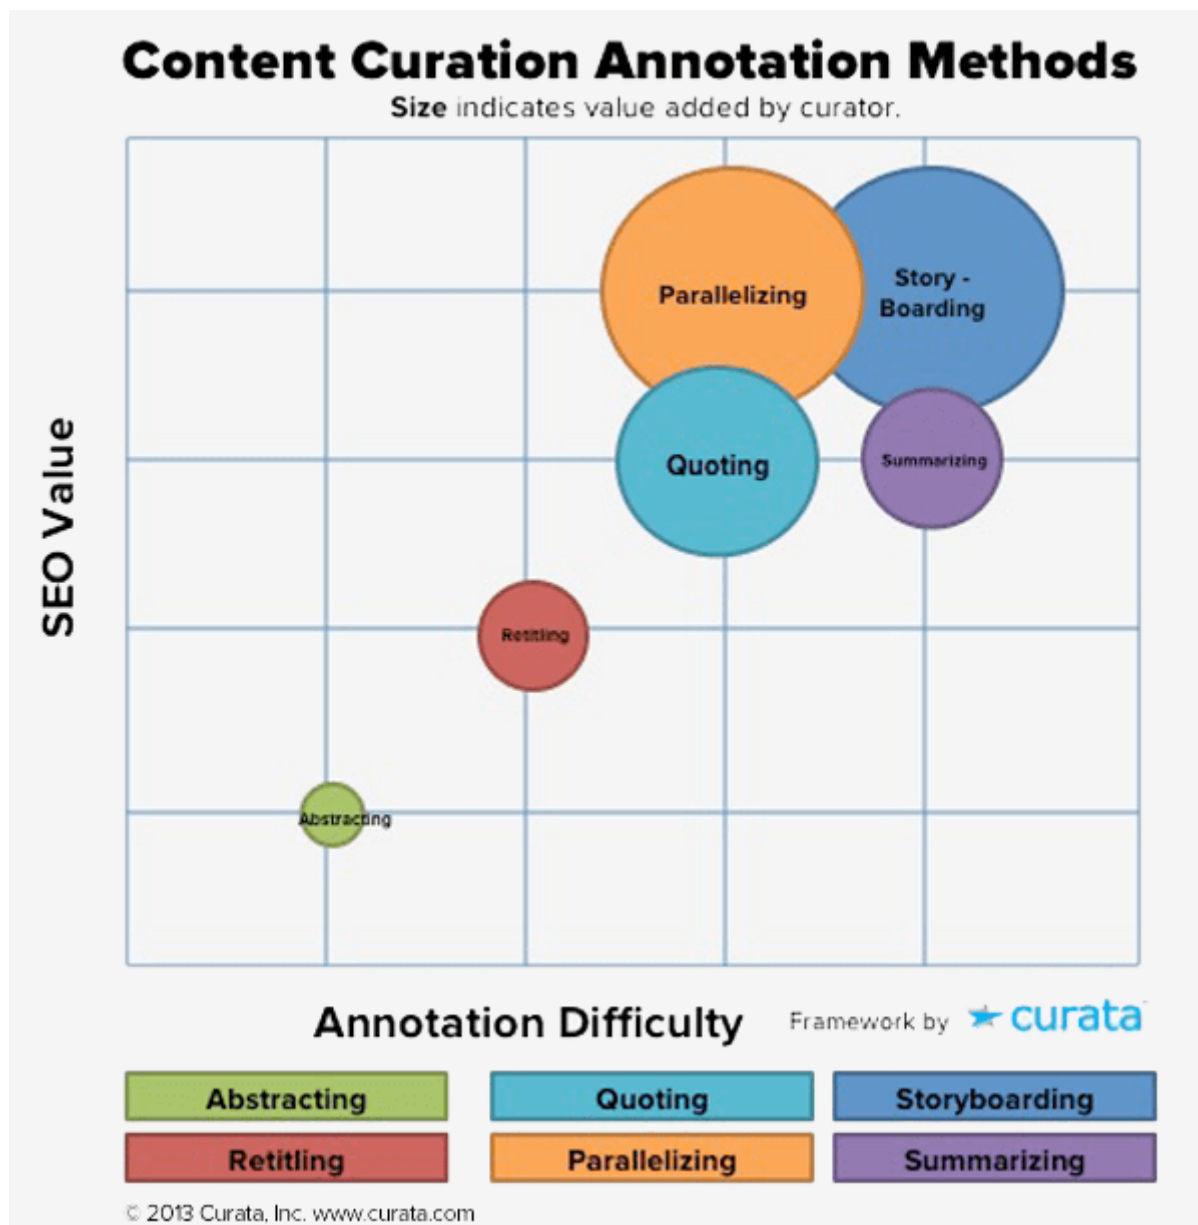 Content Curation Annotation Methods
Size indicates value added by curator.
Parallelizing
Story -
Boarding
Quoting
Summarizing
SEO Value
Retitling
Abstracting
Annotation Difficulty
Framework by curata
Abstracting
Quoting
Storyboarding
Retitling
Parallelizing
Summarizing
© 2013 Curata, Inc. www.curata.com